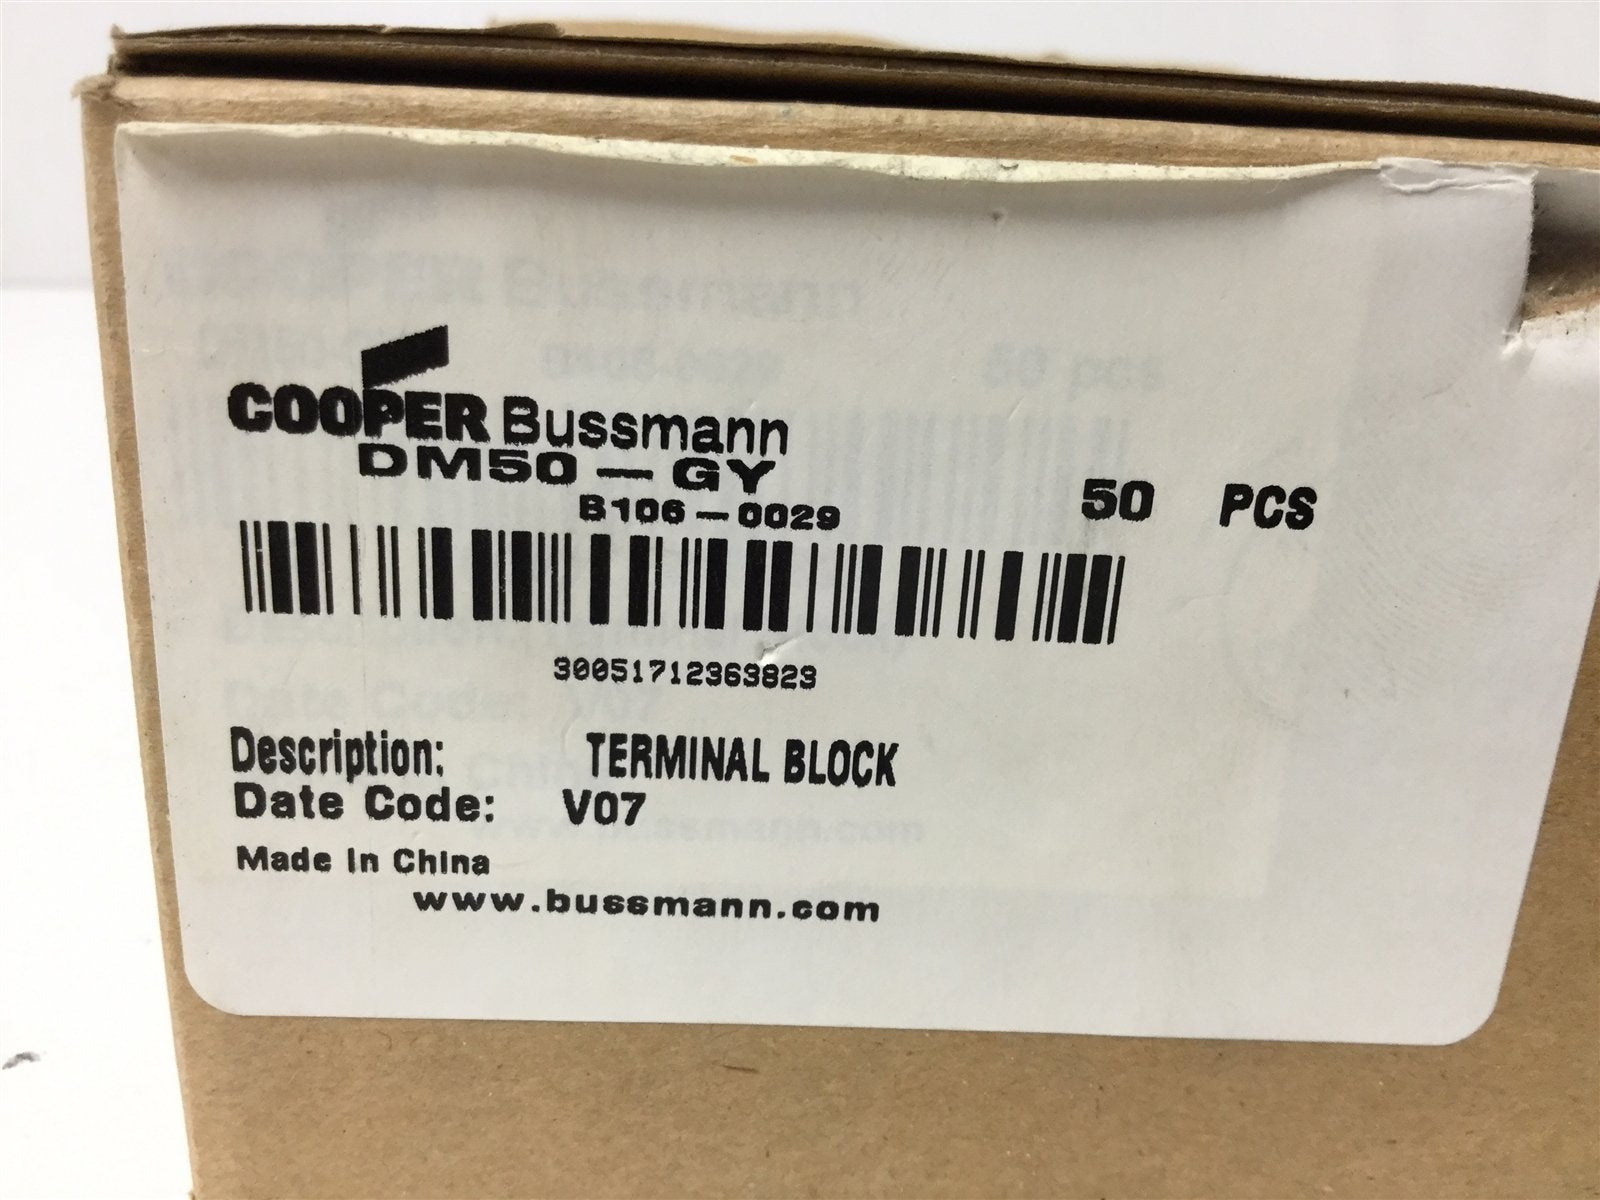 COOPER Bussmann
DM50-GY
B106-0029
50 PCS
30051712363823
Description: TERMINAL BLOCK
Date Code: V07
Made In China
www.bussmann.com